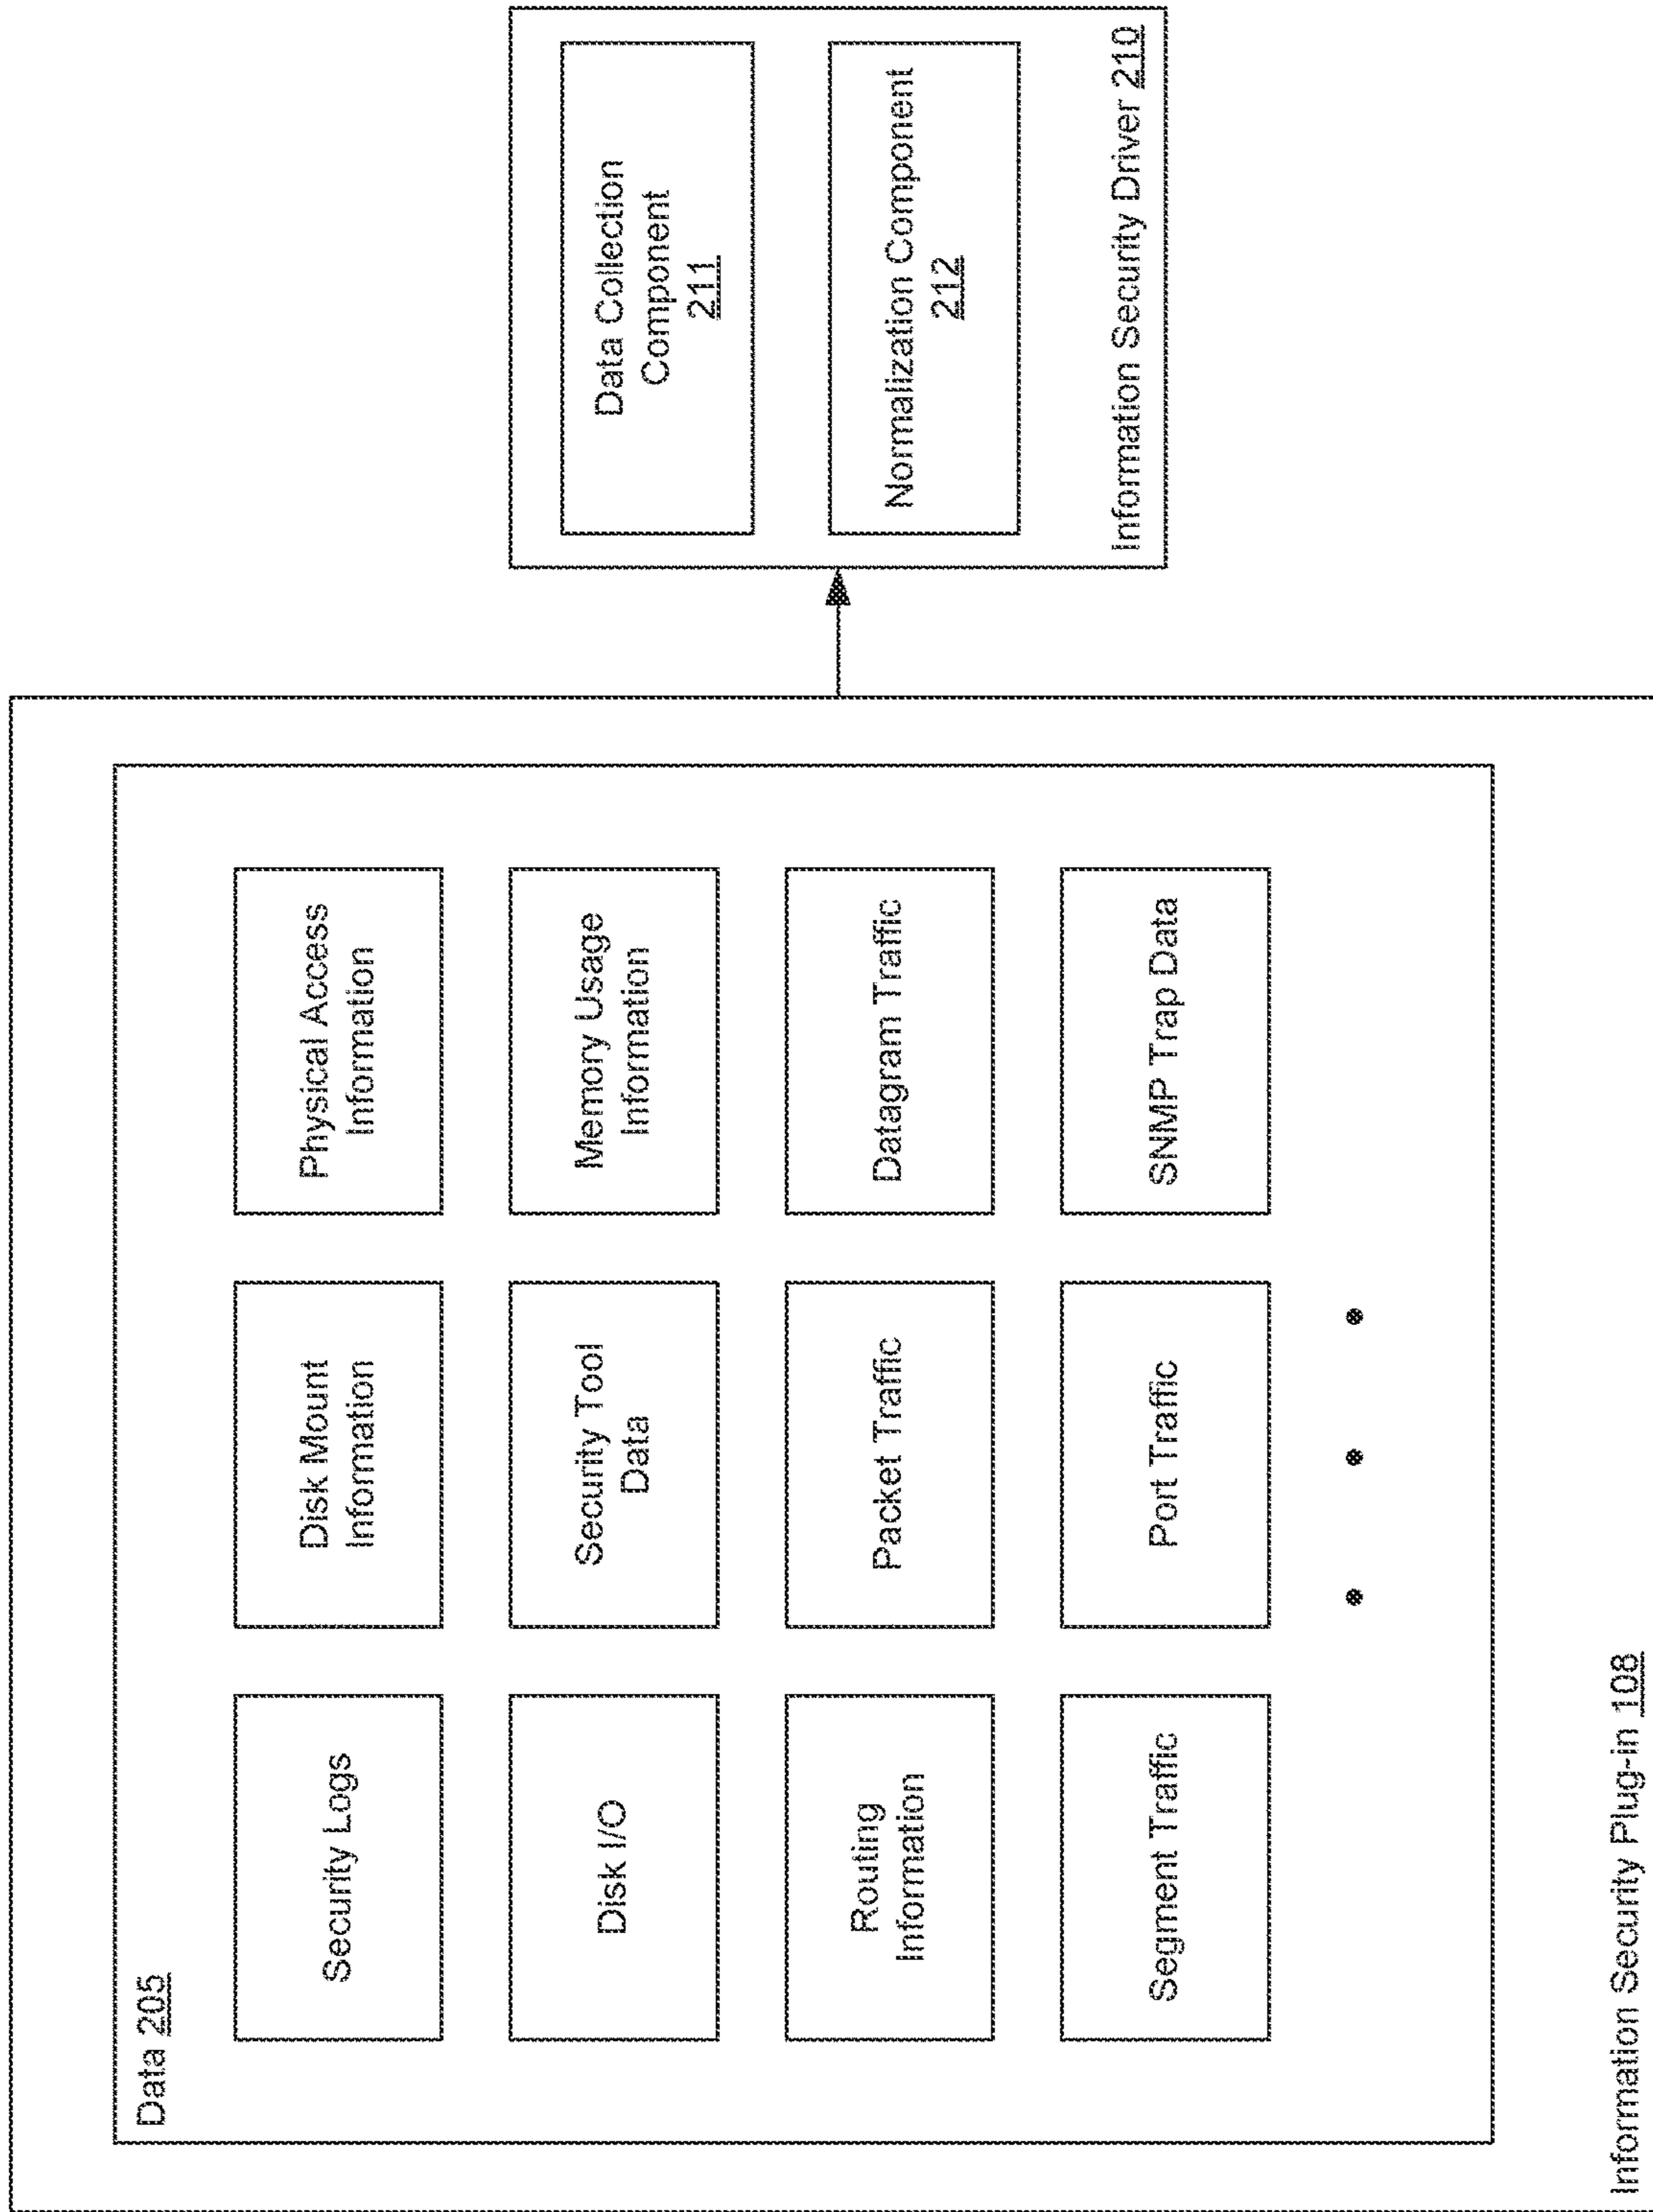 Data 205
Security Logs
Disk Mount
Information
Physical Access
Information
Disk I/O
Security Tool
Data
Memory Usage
Information
Routing
Information
Packet Traffic
Datagram Traffic
Segment Traffic
Port Traffic
SNMP Trap Data
Information Security Plug-in 108
Data Collection
Component
211
Normalization Component
212
Information Security Driver 210